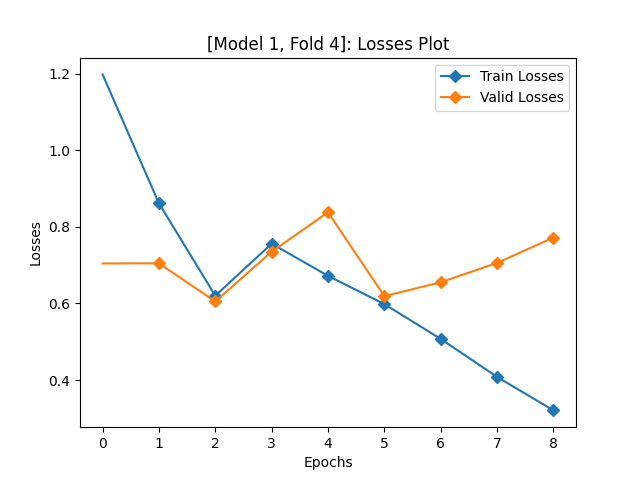 [Model 1, Fold 4]: Losses Plot
Train Losses
Valid Losses
Losses
1.2
1.0
0.8
0.6
0.4
0 1 2 3 4 5 6 7 8
Epochs